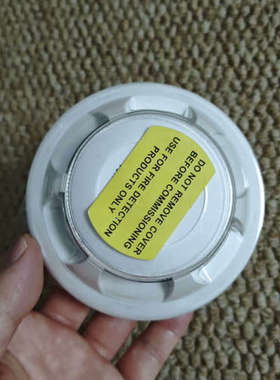 DO NOT REMOVE COVER
BEFORE COMMISSIONING
USE FOR FIRE DETECTION
PRODUCTS ONLY